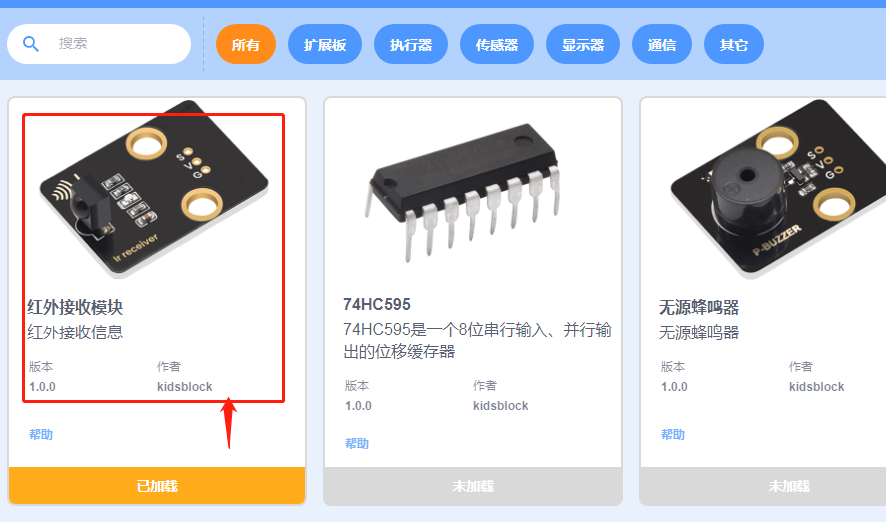 搜索
所有
扩展板
执行器
传感器
显示器
通信
其它
S
V
G
Ir receiver
红外接收模块
红外接收信息
版本
作者
1.0.0
kidsblock
帮助
已加载
74HC595
74HC595是一个8位串行输入、并行输
出的位移缓存器
版本
作者
1.0.0
kidsblock
帮助
未加载
S
V
G
P-BUZZER
无源蜂鸣器
无源蜂鸣器
版本
作者
1.0.0
kidsblock
帮助
未加载